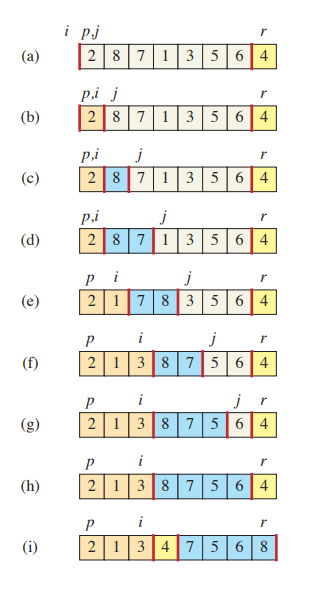 i p,j r
(a) 2 8 7 1 3 5 6 4
p,i j r
(b) 2 8 7 1 3 5 6 4
p,i j r
(c) 2 8 7 1 3 5 6 4
p,i j r
(d) 2 8 7 1 3 5 6 4
p i j r
(e) 2 1 7 8 3 5 6 4
p i j r
(f) 2 1 3 8 7 5 6 4
p i j r
(g) 2 1 3 8 7 5 6 4
p i r
(h) 2 1 3 8 7 5 6 4
p i r
(i) 2 1 3 4 7 5 6 8